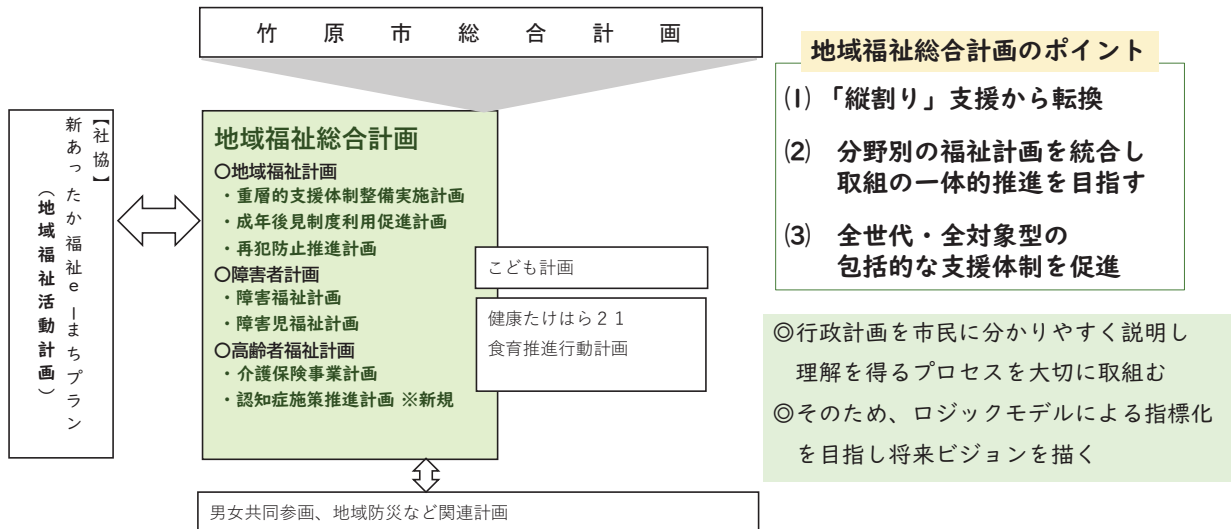 竹原市総合計画
【社協】
新あったか福祉eーまちプラン
（地域福祉活動計画）
地域福祉総合計画
〇地域福祉計画
・重層的支援体制整備実施計画
・成年後見制度利用促進計画
・再犯防止推進計画
〇障害者計画
・障害福祉計画
・障害児福祉計画
〇高齢者福祉計画
・介護保険事業計画
・認知症施策推進計画 ※新規
こども計画
健康たけはら２１
食育推進行動計画
男女共同参画、地域防災など関連計画
地域福祉総合計画のポイント
⑴ 「縦割り」支援から転換
⑵ 分野別の福祉計画を統合し
取組の一体的推進を目指す
⑶ 全世代・全対象型の
包括的な支援体制を促進
◎行政計画を市民に分かりやすく説明し
理解を得るプロセスを大切に取組む
◎そのため、ロジックモデルによる指標化
を目指し将来ビジョンを描く